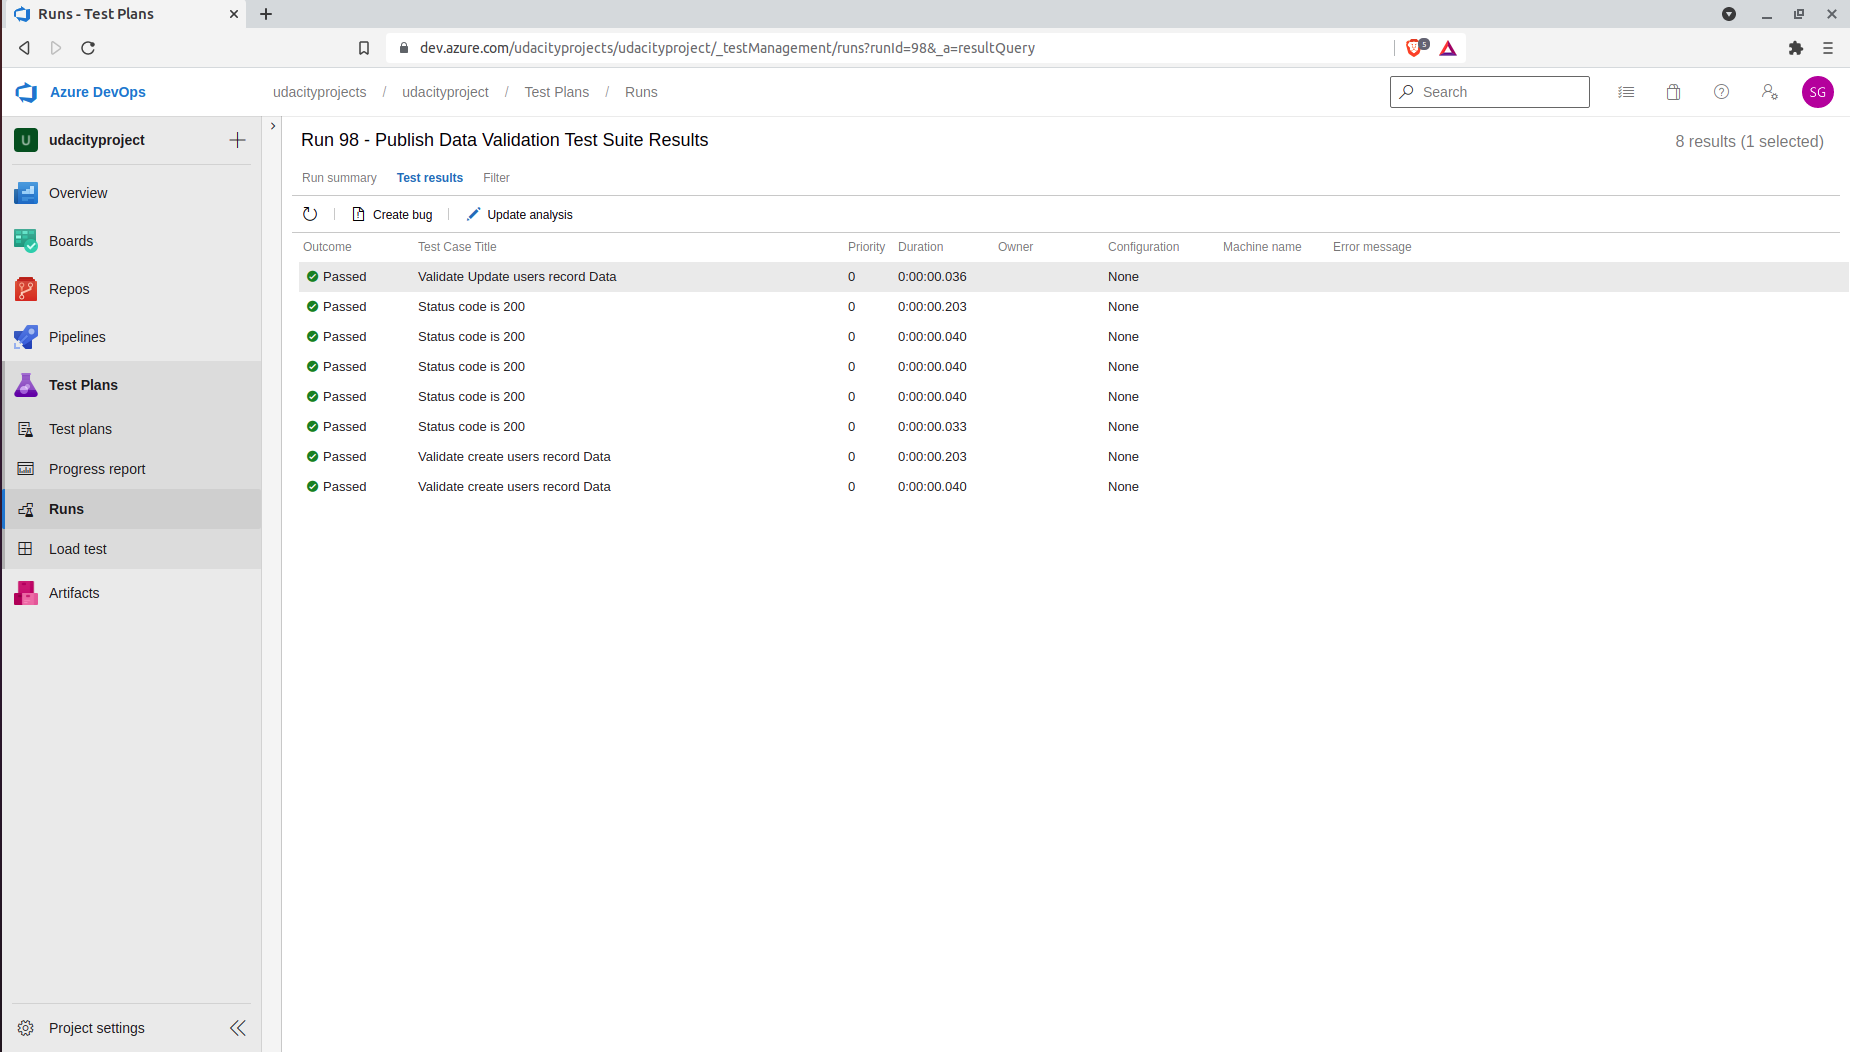 Runs - Test Plans
dev.azure.com/udacityprojects/udacityproject/_testManagement/runs?runId=98&_a=resultQuery
5
Azure DevOps
udacityprojects / udacityproject / Test Plans / Runs
Search
SG
U udacityproject
Overview
Boards
Repos
Pipelines
Test Plans
Test plans
Progress report
Runs
Load test
Artifacts
Project settings
Run 98 - Publish Data Validation Test Suite Results
8 results (1 selected)
Run summary Test results Filter
Create bug Update analysis
Outcome Test Case Title Priority Duration Owner Configuration Machine name Error message
Passed Validate Update users record Data 0 0:00:00.036 None
Passed Status code is 200 0 0:00:00.203 None
Passed Status code is 200 0 0:00:00.040 None
Passed Status code is 200 0 0:00:00.040 None
Passed Status code is 200 0 0:00:00.040 None
Passed Status code is 200 0 0:00:00.033 None
Passed Validate create users record Data 0 0:00:00.203 None
Passed Validate create users record Data 0 0:00:00.040 None